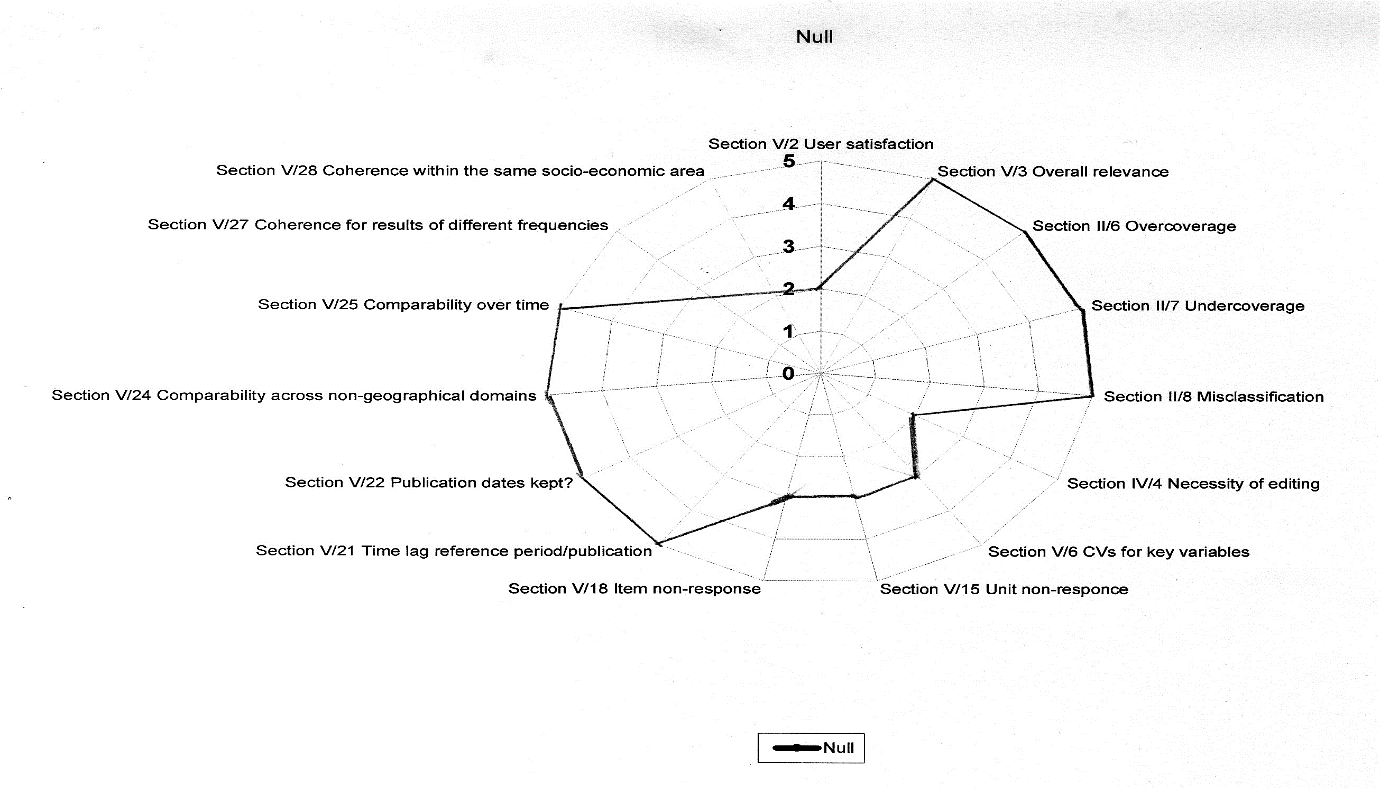 Null
Section V/2 User satisfaction
Section V/3 Overall relevance
Section II/6 Overcoverage
Section II/7 Undercoverage
Section II/8 Misclassification
Section IV/4 Necessity of editing
Section V/6 CVs for key variables
Section V/15 Unit non-responce
Section V/18 Item non-response
Section V/21 Time lag reference period/publication
Section V/22 Publication dates kept?
Section V/24 Comparability across non-geographical domains
Section V/25 Comparability over time
Section V/27 Coherence for results of different frequencies
Section V/28 Coherence within the same socio-economic area
5
4
3
2
1
0
Null